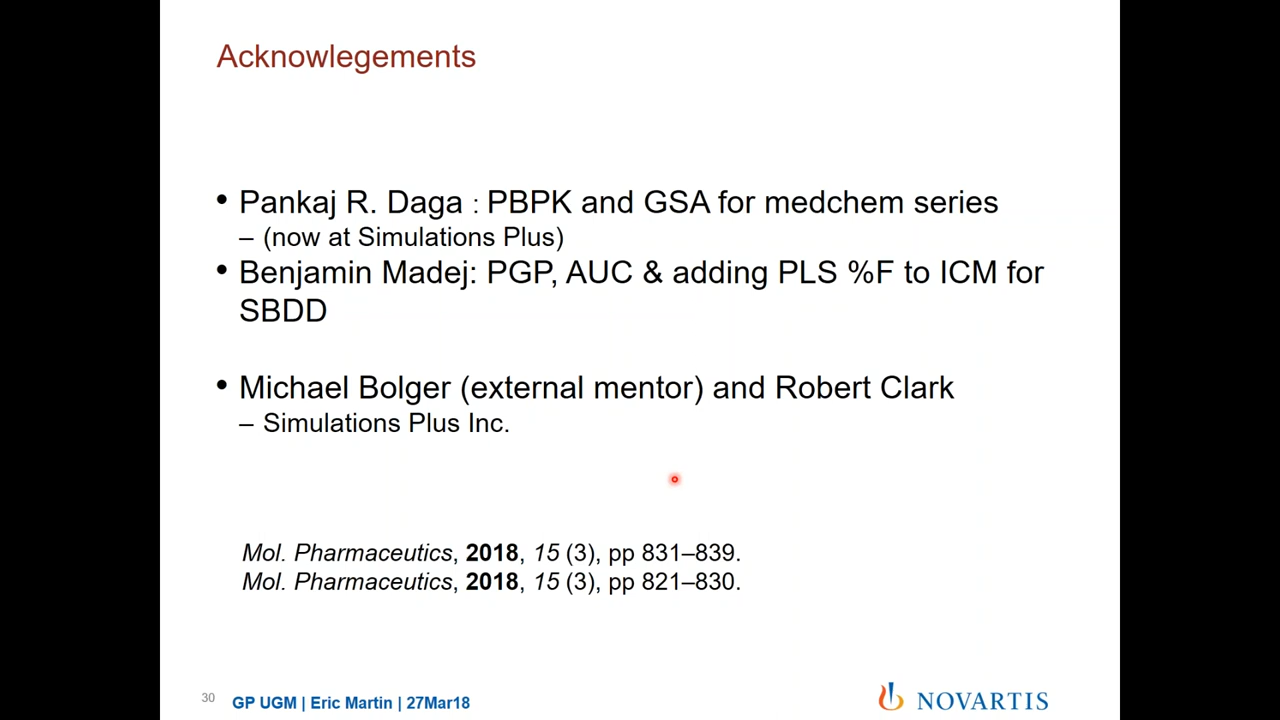 Acknowlegements
• Pankaj R. Daga : PBPK and GSA for medchem series
– (now at Simulations Plus)
• Benjamin Madej: PGP, AUC & adding PLS %F to ICM for
SBDD
• Michael Bolger (external mentor) and Robert Clark
– Simulations Plus Inc.
Mol. Pharmaceutics, 2018, 15 (3), pp 831–839.
Mol. Pharmaceutics, 2018, 15 (3), pp 821–830.
30 GP UGM | Eric Martin | 27Mar18
NOVARTIS